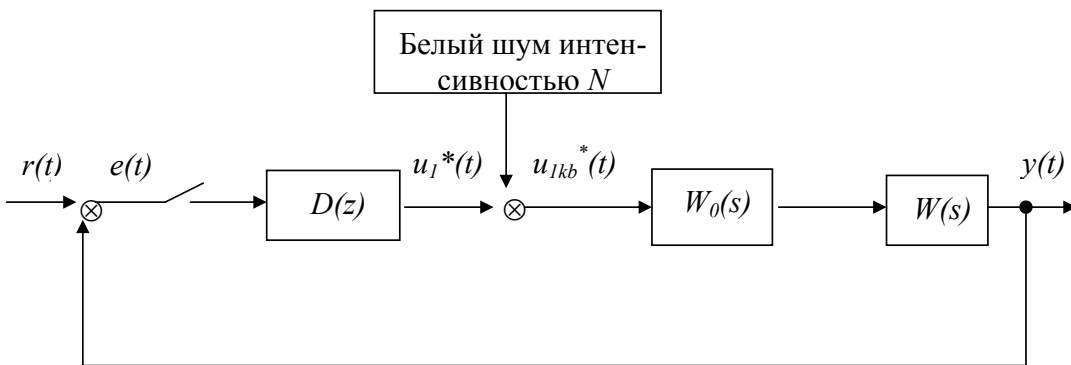 Белый шум интен-
сивностью N
r(t) e(t) u₁*(t) u₁kb*(t) y(t)
D(z) W₀(s) W(s)